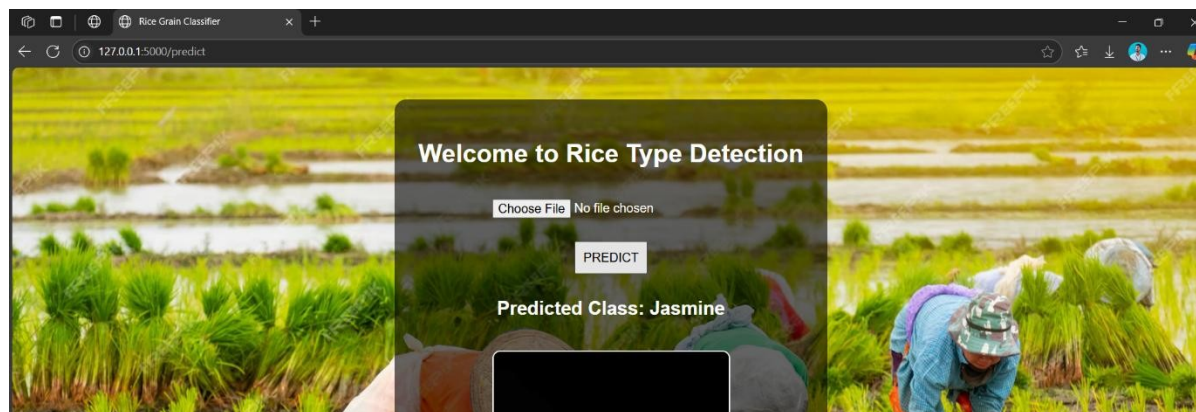 Rice Grain Classifier
127.0.0.1:5000/predict
Welcome to Rice Type Detection
Choose File No file chosen
PREDICT
Predicted Class: Jasmine
FREEPIK